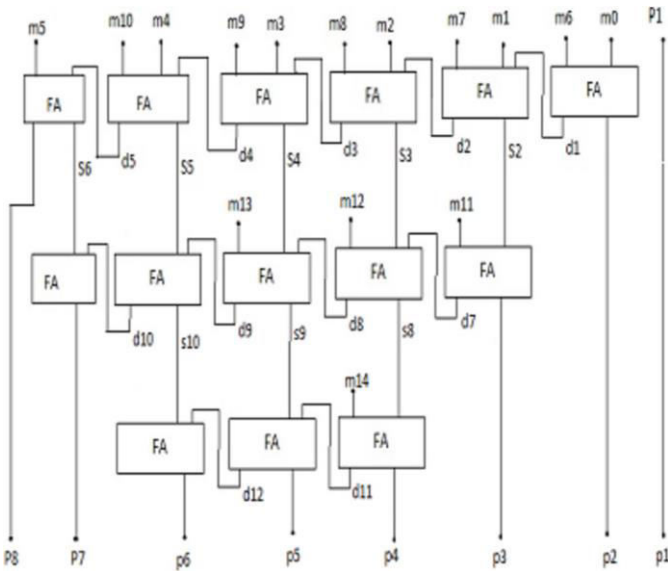 m5 m10 m4 m9 m3 m8 m2 m7 m1 m6 m0 P1
FA FA FA FA FA FA
d5 d4 d3 d2 d1
S6 S5 S4 S3 S2
m13 m12 m11
FA FA FA FA FA
d10 d9 d8 d7
s10 s9 s8
m14
FA FA FA
d12 d11
P8 P7 p6 p5 p4 p3 p2 p1